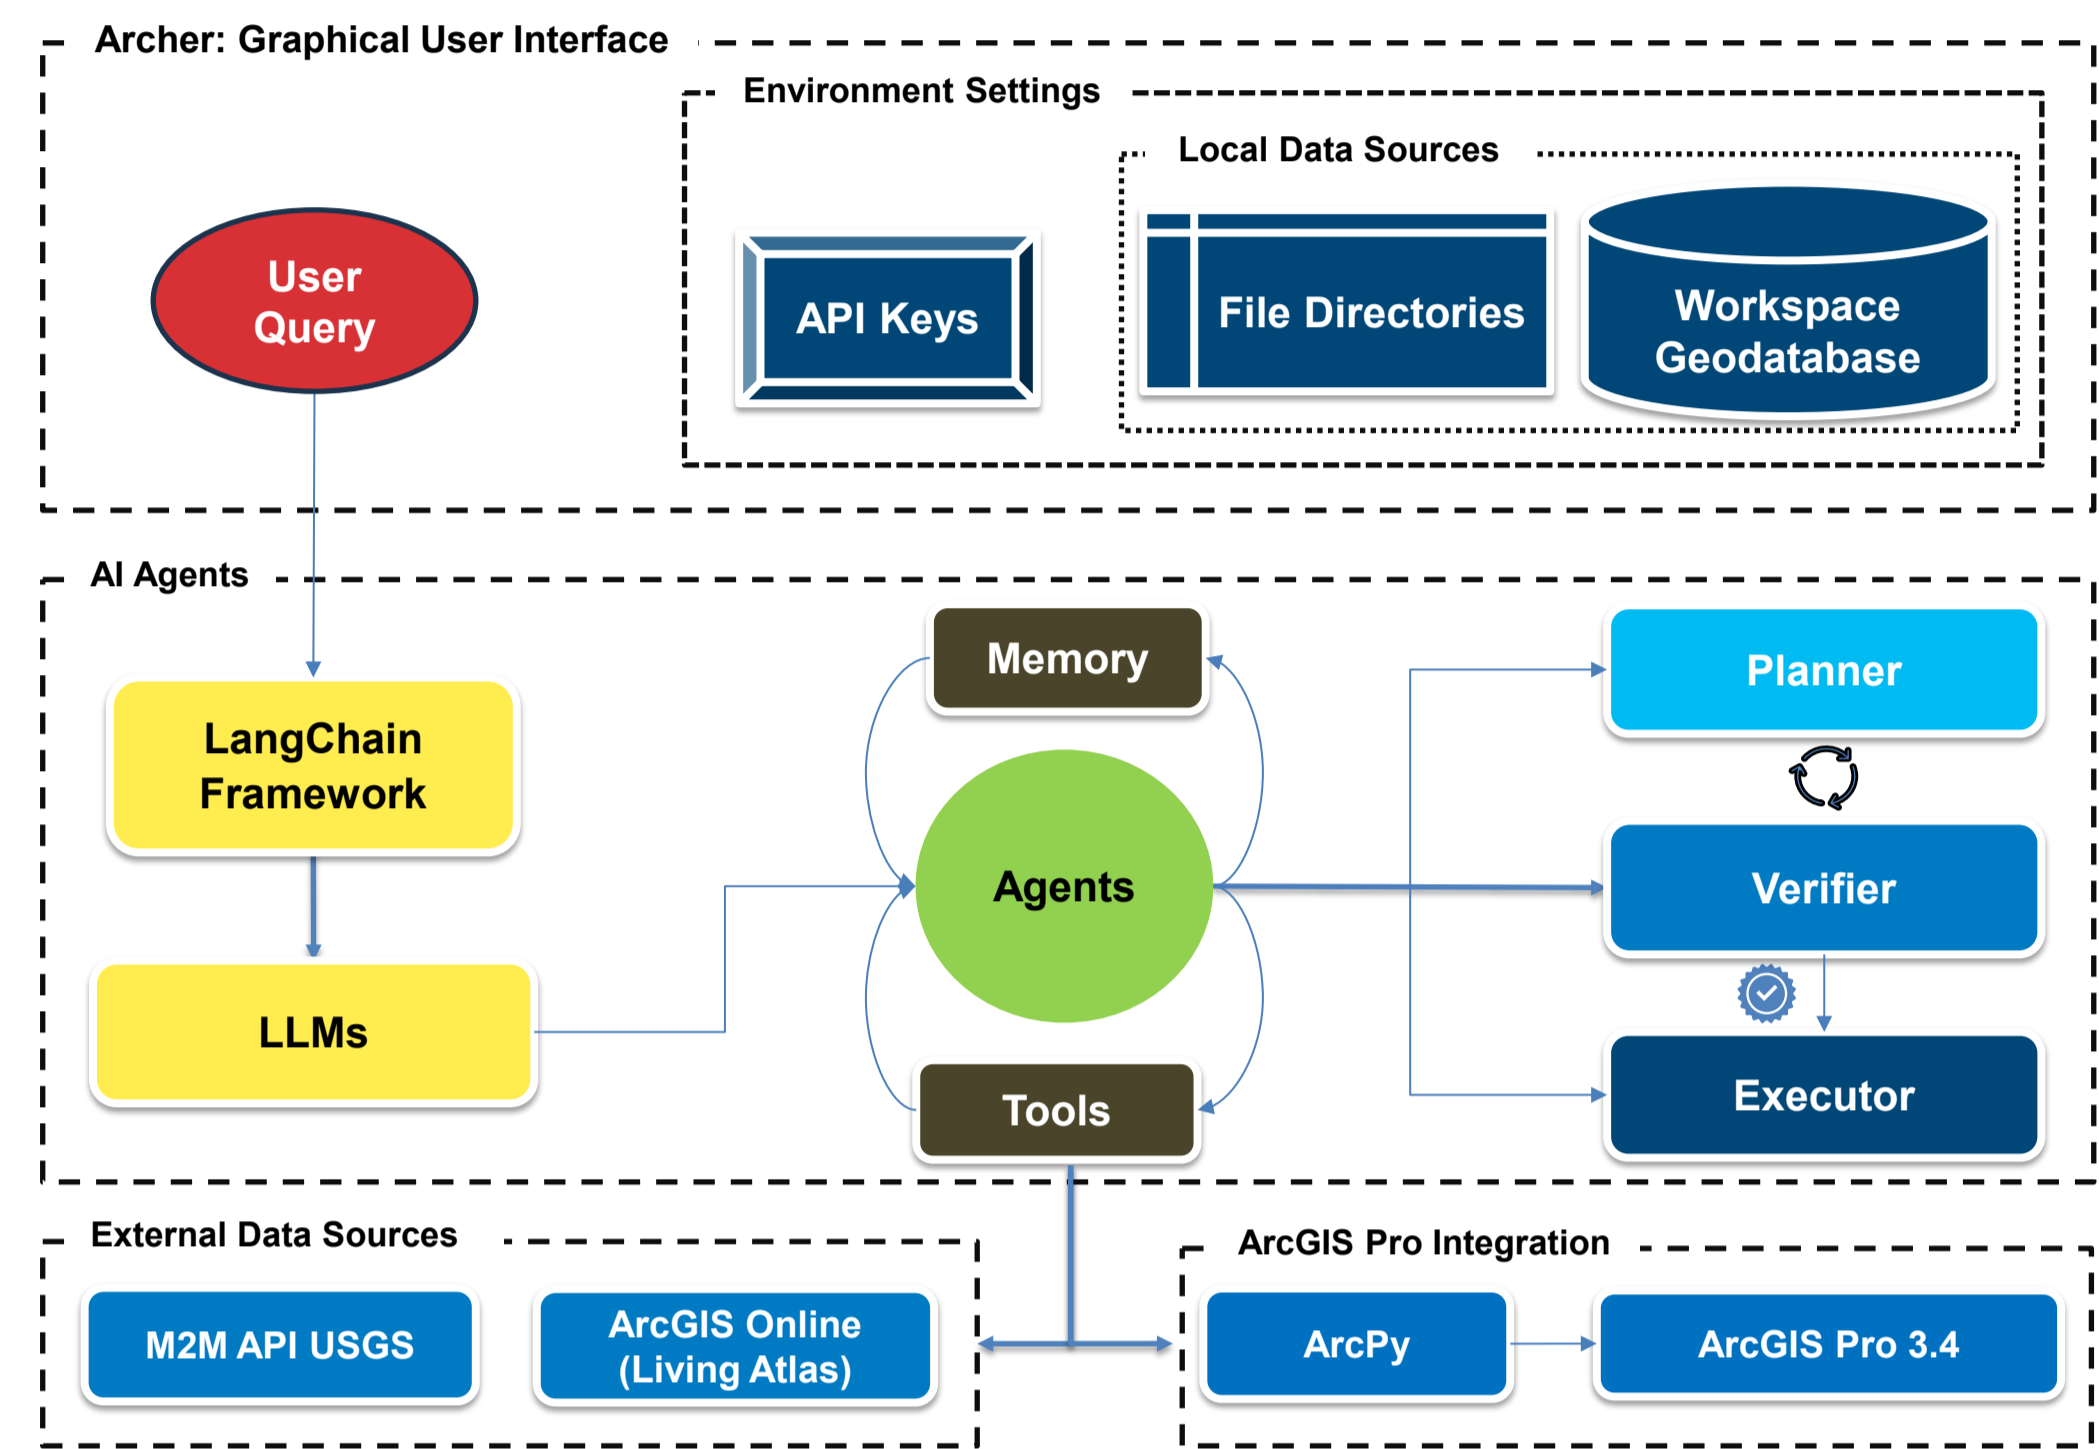 Archer: Graphical User Interface
Environment Settings
Local Data Sources
User
Query
API Keys
File Directories
Workspace
Geodatabase
AI Agents
Memory
Planner
LangChain
Framework
Agents
Verifier
LLMs
Tools
Executor
External Data Sources
ArcGIS Pro Integration
M2M API USGS
ArcGIS Online
(Living Atlas)
ArcPy
ArcGIS Pro 3.4